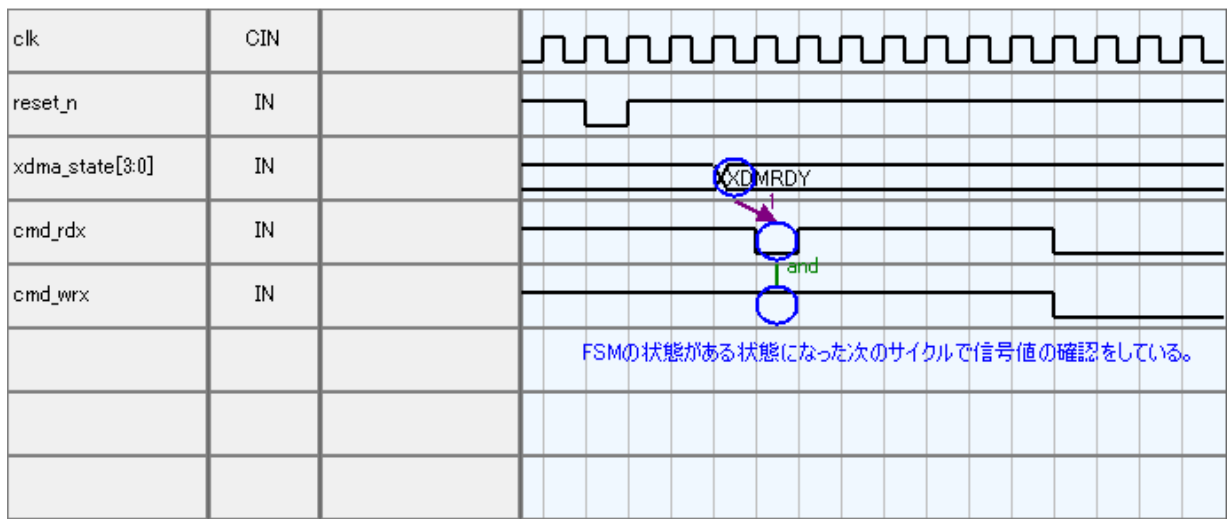 clk CIN
reset_n IN
xdma_state[3:0] IN
XDMRDY
1
cmd_rdx IN
and
cmd_wrx IN
FSMの状態がある状態になった次のサイクルで信号値の確認をしている。